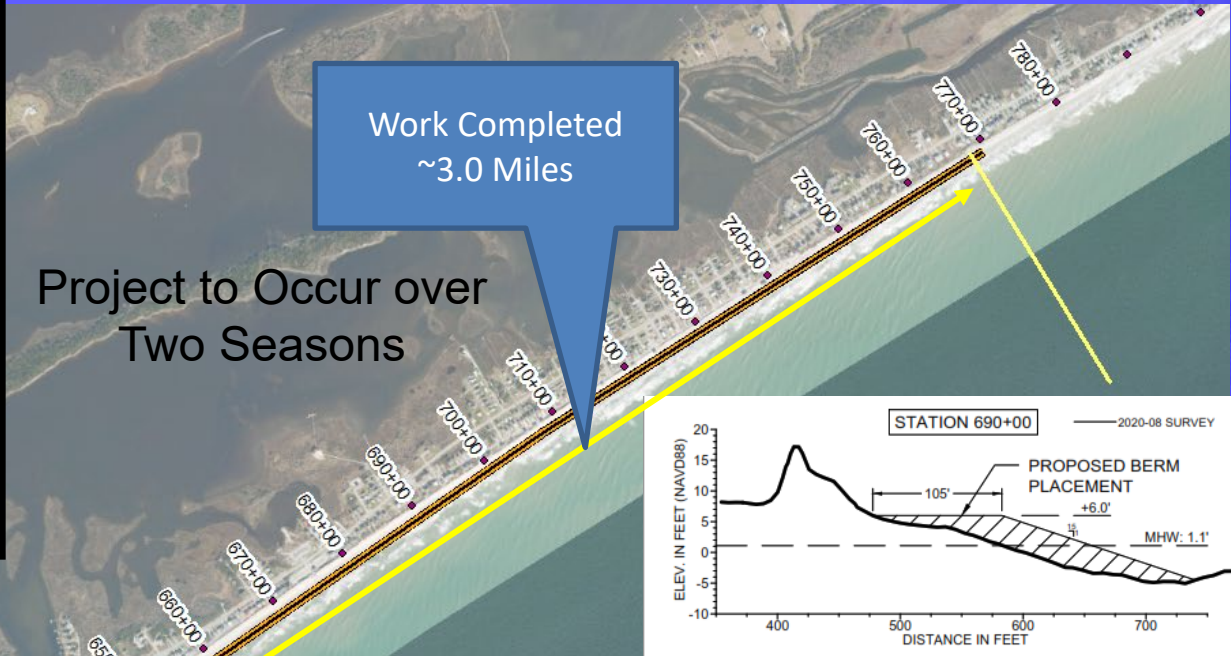 Work Completed
~3.0 Miles
Project to Occur over
Two Seasons
780+00
770+00
760+00
750+00
740+00
730+00
710+00
700+00
690+00
680+00
670+00
660+00
STATION 690+00
2020-08 SURVEY
PROPOSED BERM
PLACEMENT
105'
+6.0'
15
1
MHW: 1.1'
ELEV. IN FEET (NAVD88)
20
15
10
5
0
-5
-10
400
500
600
700
DISTANCE IN FEET